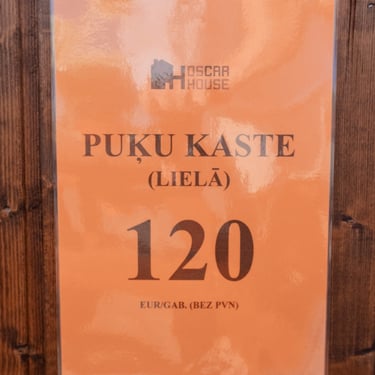 OSCAR
HOUSE
PUĶU KASTE
(LIELĀ)
120
EUR/GAB. (BEZ PVN)